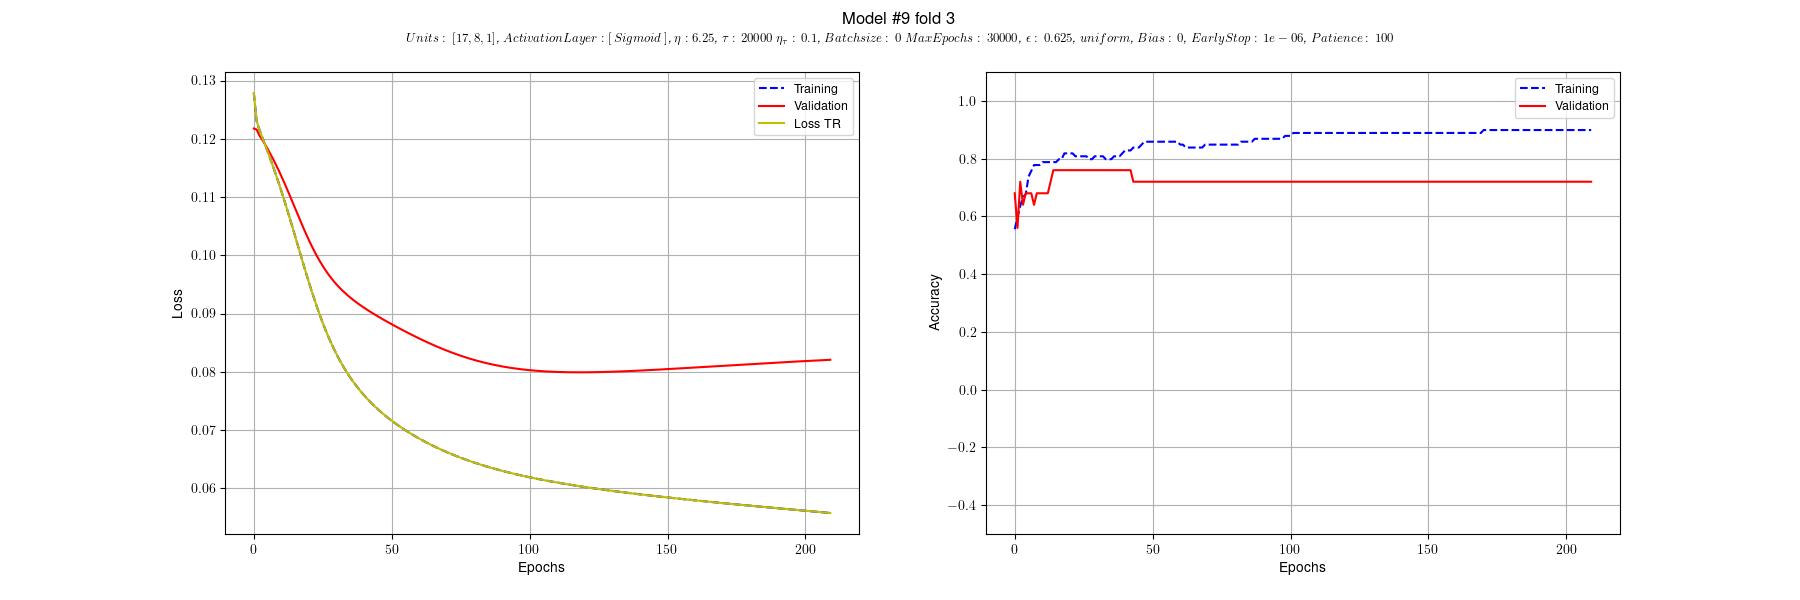 Model #9 fold 3
Units : [17, 8, 1], ActivationLayer : [ Sigmoid ], η : 6.25, τ : 20000 η_τ : 0.1, Batchsize : 0 MaxEpochs : 30000, ϵ : 0.625, uniform, Bias : 0, EarlyStop : 1e − 06, Patience : 100
0.13
0.12
0.11
0.10
0.09
0.08
0.07
0.06
Loss
0
50
100
150
200
Epochs
Training
Validation
Loss TR
1.0
0.8
0.6
0.4
0.2
0.0
−0.2
−0.4
Accuracy
0
50
100
150
200
Epochs
Training
Validation